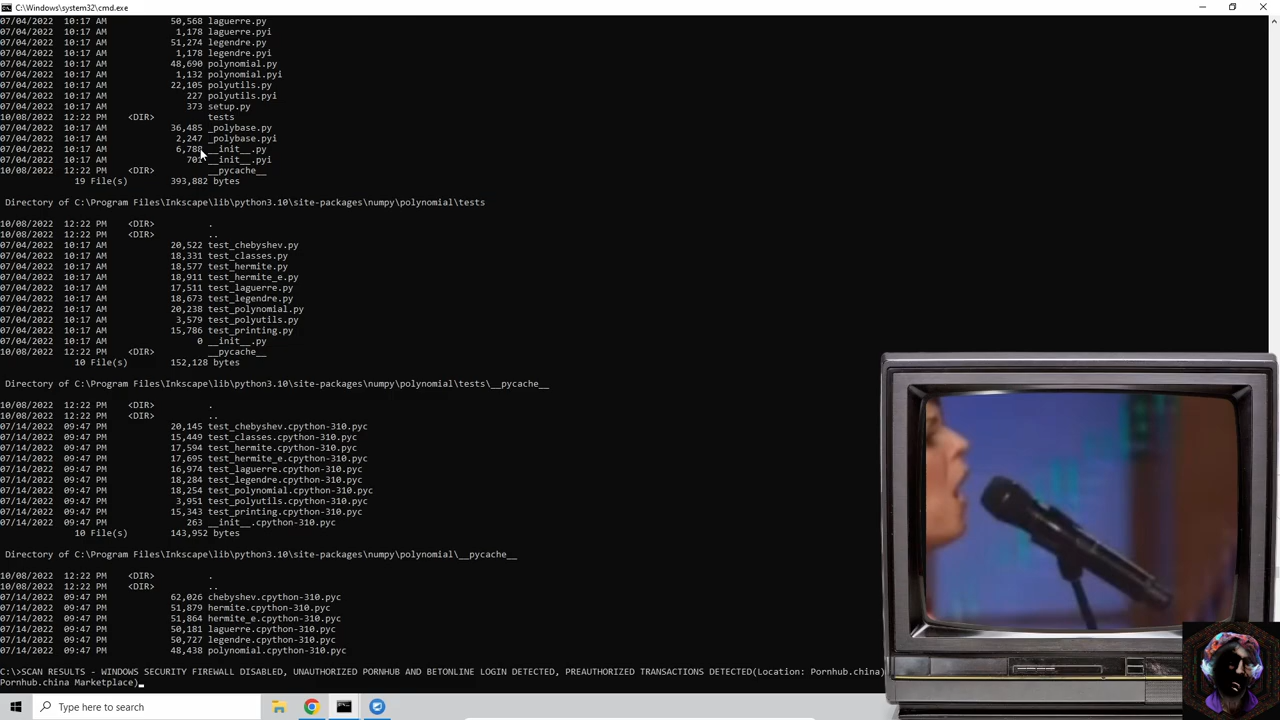 C:\Windows\system32\cmd.exe
07/04/2022 10:17 AM 50,568 laguerre.py
07/04/2022 10:17 AM 1,178 laguerre.pyi
07/04/2022 10:17 AM 51,274 legendre.py
07/04/2022 10:17 AM 1,178 legendre.pyi
07/04/2022 10:17 AM 48,690 polynomial.py
07/04/2022 10:17 AM 1,132 polynomial.pyi
07/04/2022 10:17 AM 22,105 polyutils.py
07/04/2022 10:17 AM 227 polyutils.pyi
07/04/2022 10:17 AM 373 setup.py
10/08/2022 12:22 PM <DIR> tests
07/04/2022 10:17 AM 36,485 _polybase.py
07/04/2022 10:17 AM 2,247 _polybase.pyi
07/04/2022 10:17 AM 6,788 __init__.py
07/04/2022 10:17 AM 701 __init__.pyi
10/08/2022 12:22 PM <DIR> __pycache__
19 File(s) 393,882 bytes
Directory of C:\Program Files\Inkscape\lib\python3.10\site-packages\numpy\polynomial\tests
10/08/2022 12:22 PM <DIR> .
10/08/2022 12:22 PM <DIR> ..
07/04/2022 10:17 AM 20,522 test_chebyshev.py
07/04/2022 10:17 AM 18,331 test_classes.py
07/04/2022 10:17 AM 18,577 test_hermite.py
07/04/2022 10:17 AM 18,911 test_hermite_e.py
07/04/2022 10:17 AM 17,511 test_laguerre.py
07/04/2022 10:17 AM 18,673 test_legendre.py
07/04/2022 10:17 AM 20,238 test_polynomial.py
07/04/2022 10:17 AM 3,579 test_polyutils.py
07/04/2022 10:17 AM 15,786 test_printing.py
07/04/2022 10:17 AM 0 __init__.py
10/08/2022 12:22 PM <DIR> __pycache__
10 File(s) 152,128 bytes
Directory of C:\Program Files\Inkscape\lib\python3.10\site-packages\numpy\polynomial\tests\__pycache__
10/08/2022 12:22 PM <DIR> .
10/08/2022 12:22 PM <DIR> ..
07/14/2022 09:47 PM 20,145 test_chebyshev.cpython-310.pyc
07/14/2022 09:47 PM 15,449 test_classes.cpython-310.pyc
07/14/2022 09:47 PM 17,594 test_hermite.cpython-310.pyc
07/14/2022 09:47 PM 17,695 test_hermite_e.cpython-310.pyc
07/14/2022 09:47 PM 16,974 test_laguerre.cpython-310.pyc
07/14/2022 09:47 PM 18,284 test_legendre.cpython-310.pyc
07/14/2022 09:47 PM 18,254 test_polynomial.cpython-310.pyc
07/14/2022 09:47 PM 3,951 test_polyutils.cpython-310.pyc
07/14/2022 09:47 PM 15,343 test_printing.cpython-310.pyc
07/14/2022 09:47 PM 263 __init__.cpython-310.pyc
10 File(s) 143,952 bytes
Directory of C:\Program Files\Inkscape\lib\python3.10\site-packages\numpy\polynomial\__pycache__
10/08/2022 12:22 PM <DIR> .
10/08/2022 12:22 PM <DIR> ..
07/14/2022 09:47 PM 62,026 chebyshev.cpython-310.pyc
07/14/2022 09:47 PM 51,879 hermite.cpython-310.pyc
07/14/2022 09:47 PM 51,864 hermite_e.cpython-310.pyc
07/14/2022 09:47 PM 50,181 laguerre.cpython-310.pyc
07/14/2022 09:47 PM 50,727 legendre.cpython-310.pyc
07/14/2022 09:47 PM 48,438 polynomial.cpython-310.pyc
C:\>SCAN RESULTS - WINDOWS SECURITY FIREWALL DISABLED, UNAUTHORIZED PORNHUB AND BETONLINE LOGIN DETECTED, PREAUTHORIZED TRANSACTIONS DETECTED(Location: Pornhub.china)
Pornhub.china Marketplace)_
Type here to search